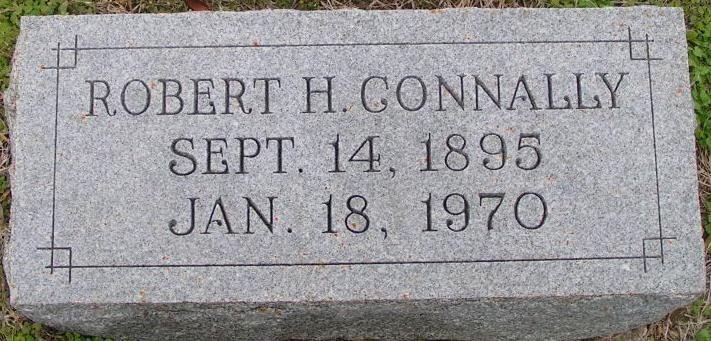 ROBERT H. CONNALLY
SEPT. 14, 1895
JAN. 18, 1970